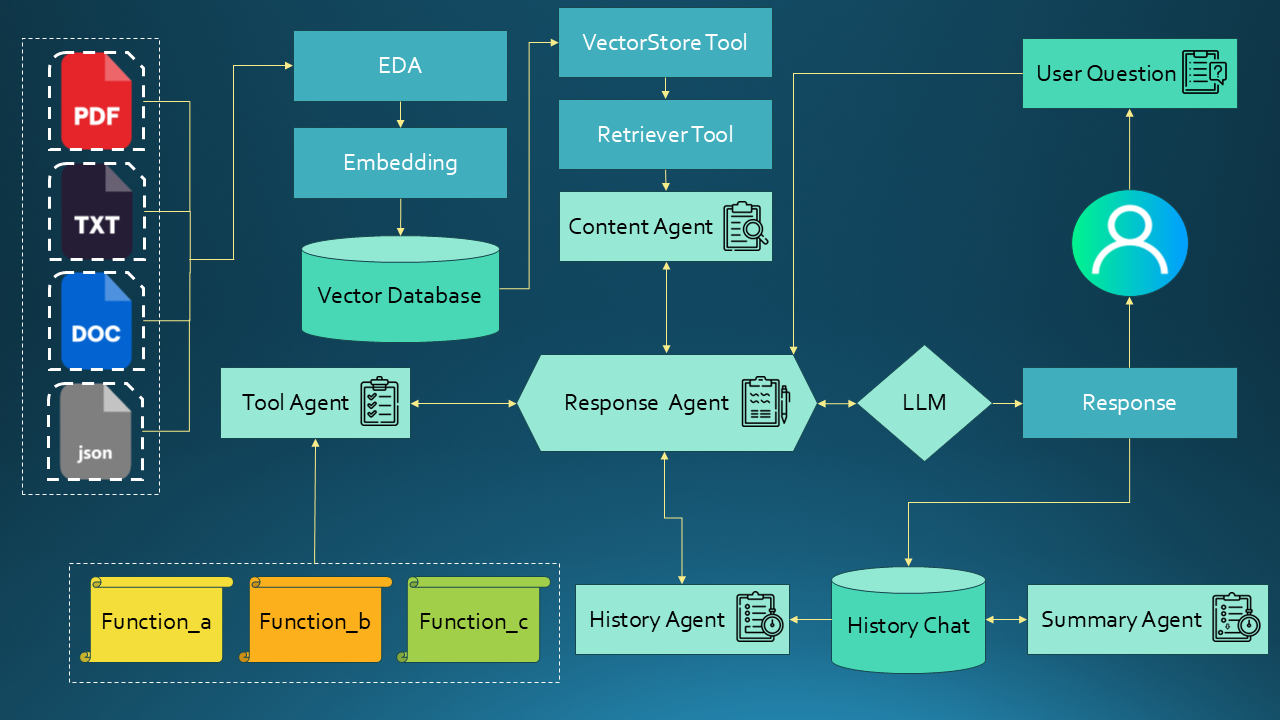 PDF
TXT
DOC
json
EDA
Embedding
Vector Database
VectorStore Tool
Retriever Tool
Content Agent
User Question
?
Tool Agent
Response Agent
LLM
Response
Function_a
Function_b
Function_c
History Agent
History Chat
Summary Agent